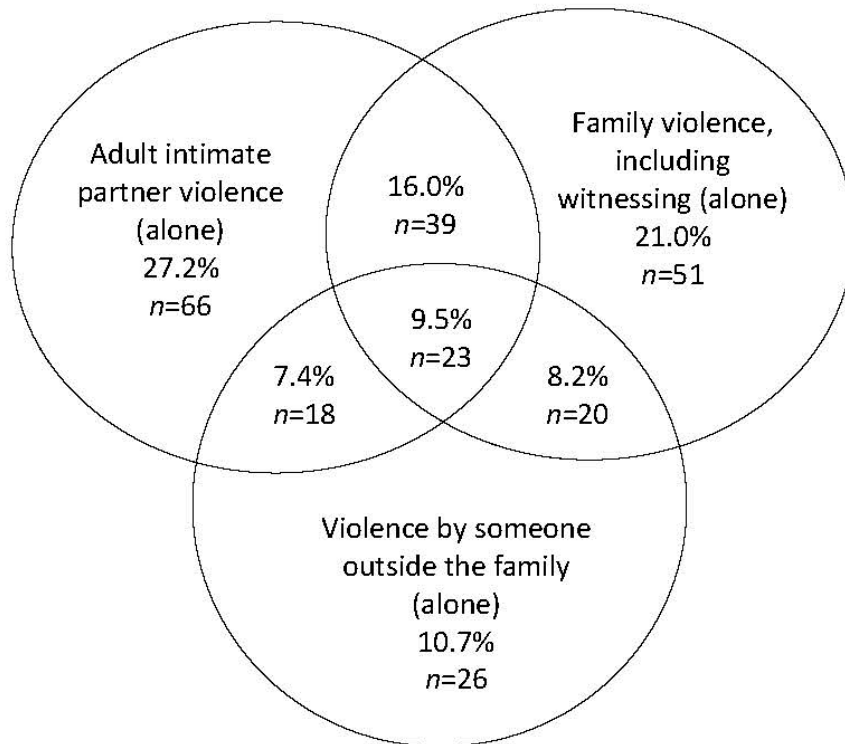 Adult intimate
partner violence
(alone)
27.2%
n=66
16.0%
n=39
Family violence,
including
witnessing (alone)
21.0%
n=51
9.5%
n=23
7.4%
n=18
8.2%
n=20
Violence by someone
outside the family
(alone)
10.7%
n=26